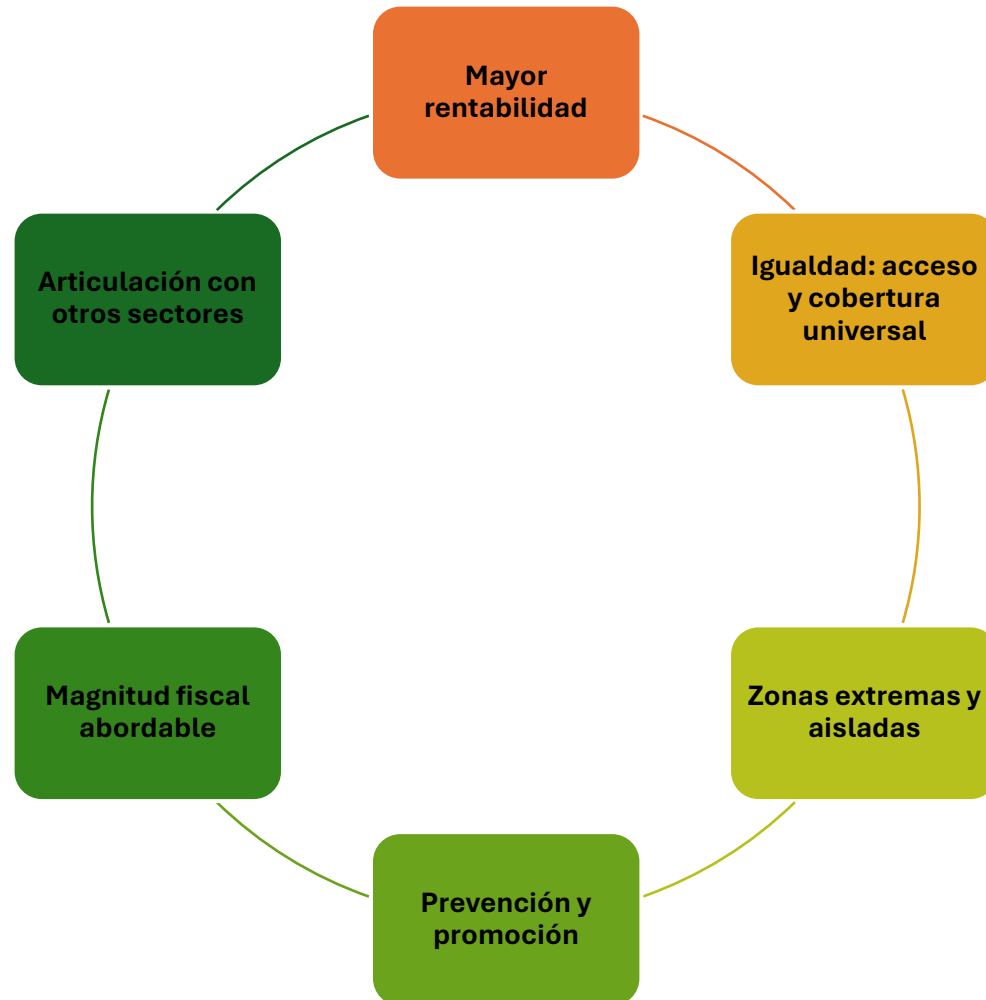 Mayor
rentabilidad
Igualdad: acceso
y cobertura
universal
Zonas extremas y
aisladas
Prevención y
promoción
Magnitud fiscal
abordable
Articulación con
otros sectores